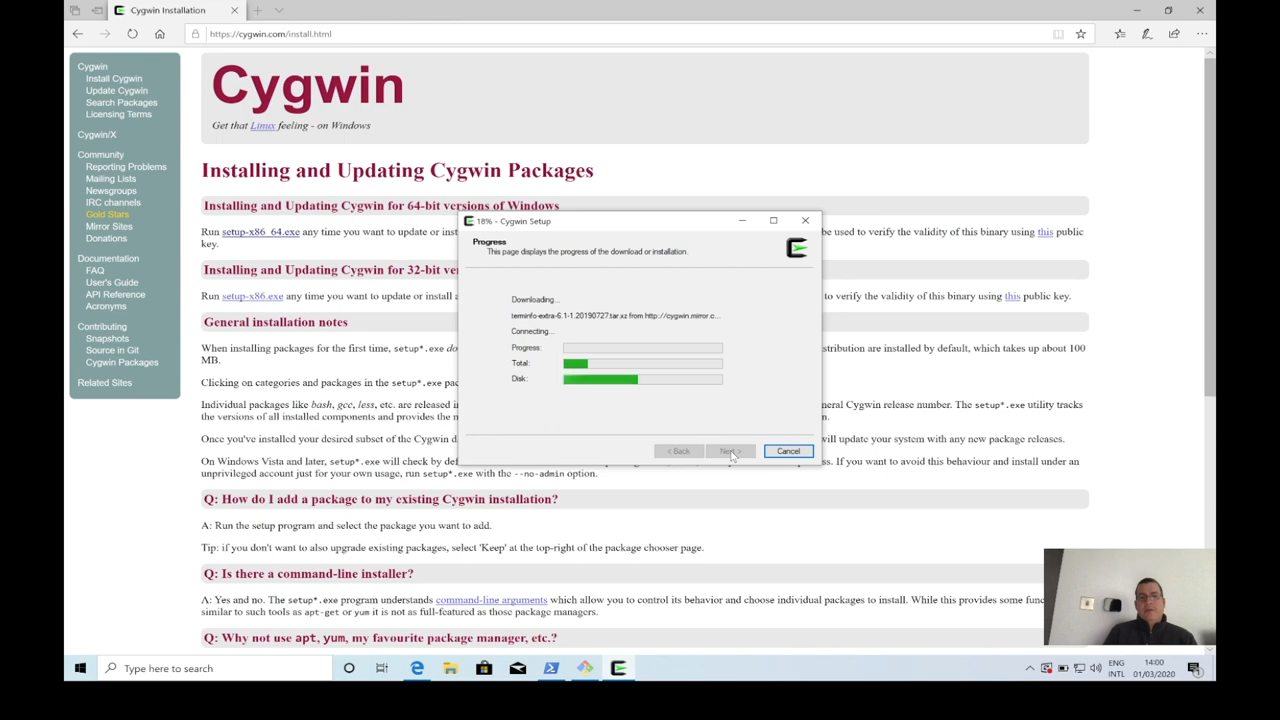 Cygwin Installation
https://cygwin.com/install.html
Cygwin
Install Cygwin
Update Cygwin
Search Packages
Licensing Terms
Cygwin/X
Community
Reporting Problems
Mailing Lists
Newsgroups
IRC channels
Gold Stars
Mirror Sites
Donations
Documentation
FAQ
User's Guide
API Reference
Acronyms
Contributing
Snapshots
Source in Git
Cygwin Packages
Related Sites
Cygwin
Get that Linux feeling - on Windows
Installing and Updating Cygwin Packages
Installing and Updating Cygwin for 64-bit versions of Windows
Run setup-x86_64.exe any time you want to update or inst be used to verify the validity of this binary using this public
key.
Installing and Updating Cygwin for 32-bit ve
Run setup-x86.exe any time you want to update or install a to verify the validity of this binary using this public key.
General installation notes
When installing packages for the first time, setup*.exe do stribution are installed by default, which takes up about 100
MB.
Clicking on categories and packages in the setup*.exe pac
Individual packages like bash, gcc, less, etc. are released i neral Cygwin release number. The setup*.exe utility tracks
the versions of all installed components and provides the m n.
Once you've installed your desired subset of the Cygwin d will update your system with any new package releases.
On Windows Vista and later, setup*.exe will check by def ss. If you want to avoid this behaviour and install under an
unprivileged account just for your own usage, run setup*.exe with the --no-admin option.
Q: How do I add a package to my existing Cygwin installation?
A: Run the setup program and select the package you want to add.
Tip: if you don't want to also upgrade existing packages, select 'Keep' at the top-right of the package chooser page.
Q: Is there a command-line installer?
A: Yes and no. The setup*.exe program understands command-line arguments which allow you to control its behavior and choose individual packages to install. While this provides some func
similar to such tools as apt-get or yum it is not as full-featured as those package managers.
Q: Why not use apt, yum, my favourite package manager, etc.?
18% - Cygwin Setup
Progress
This page displays the progress of the download or installation.
Downloading...
terminfo-extra-6.1-1.20190727.tar.xz from http://cygwin.mirror.c...
Connecting...
Progress:
Total:
Disk:
< Back
Next >
Cancel
Type here to search
ENG
INTL
14:00
01/03/2020